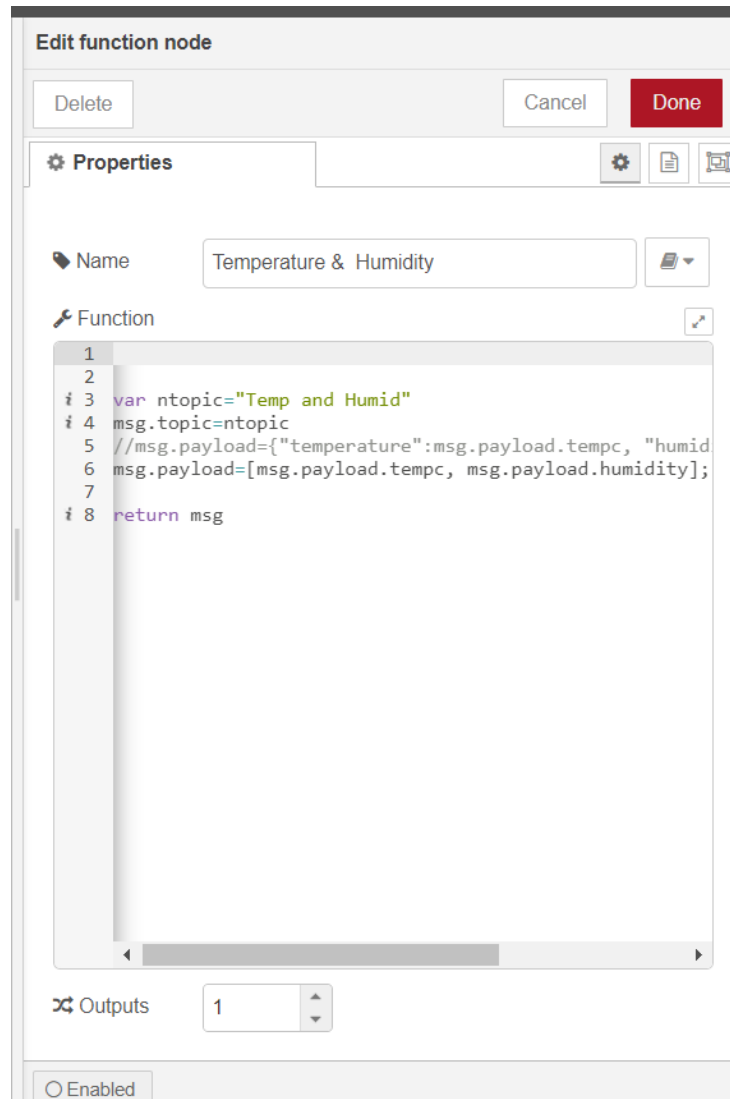 Edit function node
Delete Cancel Done
Properties
Name Temperature &  Humidity
Function
1
2
i 3 var ntopic="Temp and Humid"
i 4 msg.topic=ntopic
5 //msg.payload={"temperature":msg.payload.tempc, "humid
6 msg.payload=[msg.payload.tempc, msg.payload.humidity];
7
i 8 return msg
Outputs 1
Enabled